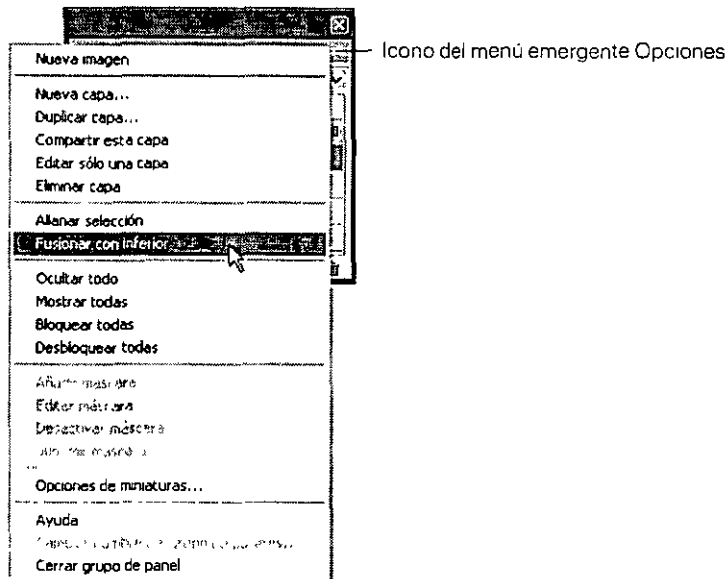 Icono del menú emergente Opciones
Nueva imagen
Nueva capa...
Duplicar capa...
Compartir esta capa
Editar sólo una capa
Eliminar capa
Allanar selección
Fusionar con inferior
Ocultar todo
Mostrar todas
Bloquear todas
Desbloquear todas
Añadir máscara
Editar máscara
Desactivar máscara
Opciones de miniaturas...
Ayuda
Cerrar grupo de panel